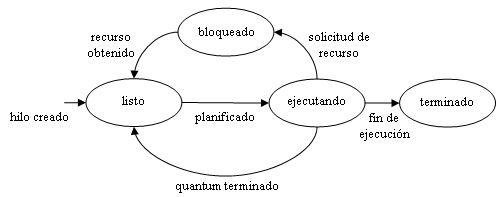 bloqueado
recurso
obtenido
solicitud de
recurso
listo
ejecutando
terminado
hilo creado
planificado
fin de
ejecución
quantum terminado